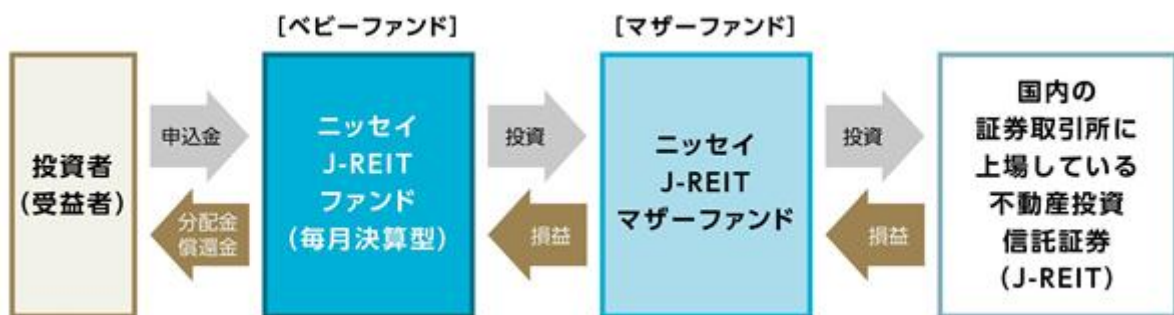 [ベビーファンド]
[マザーファンド]
投資者
(受益者)
申込金
分配金
償還金
ニッセイ
J-REIT
ファンド
(毎月決算型)
投資
損益
ニッセイ
J-REIT
マザーファンド
投資
損益
国内の
証券取引所に
上場している
不動産投資
信託証券
(J-REIT)